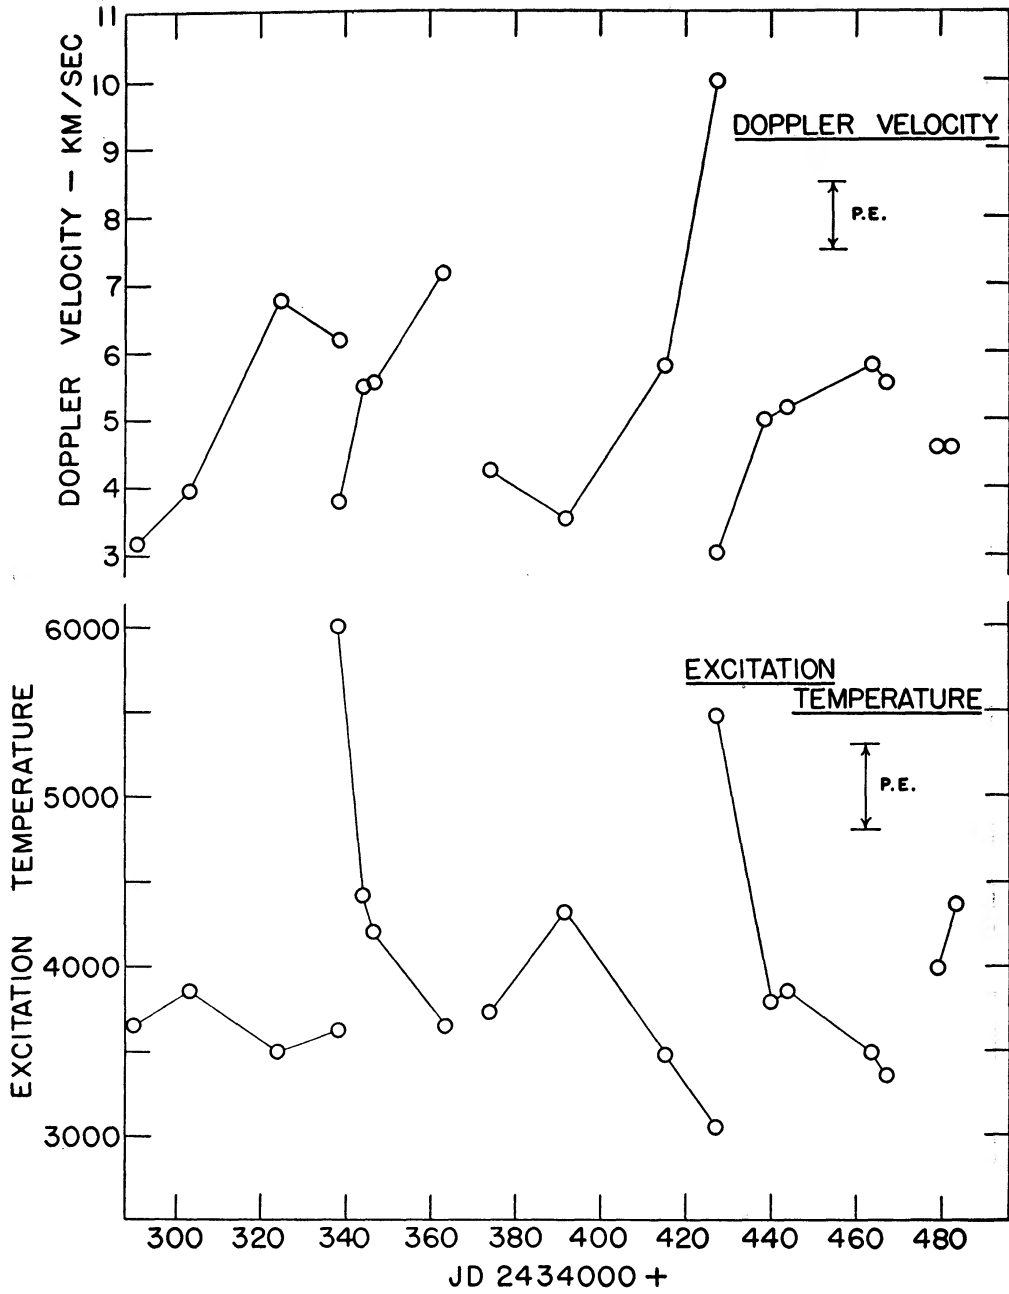 DOPPLER VELOCITY – KM/SEC
11
10
9
8
7
6
5
4
3
DOPPLER VELOCITY
P.E.
EXCITATION TEMPERATURE
6000
5000
4000
3000
EXCITATION
TEMPERATURE
P.E.
300 320 340 360 380 400 420 440 460 480
JD 2434000 +